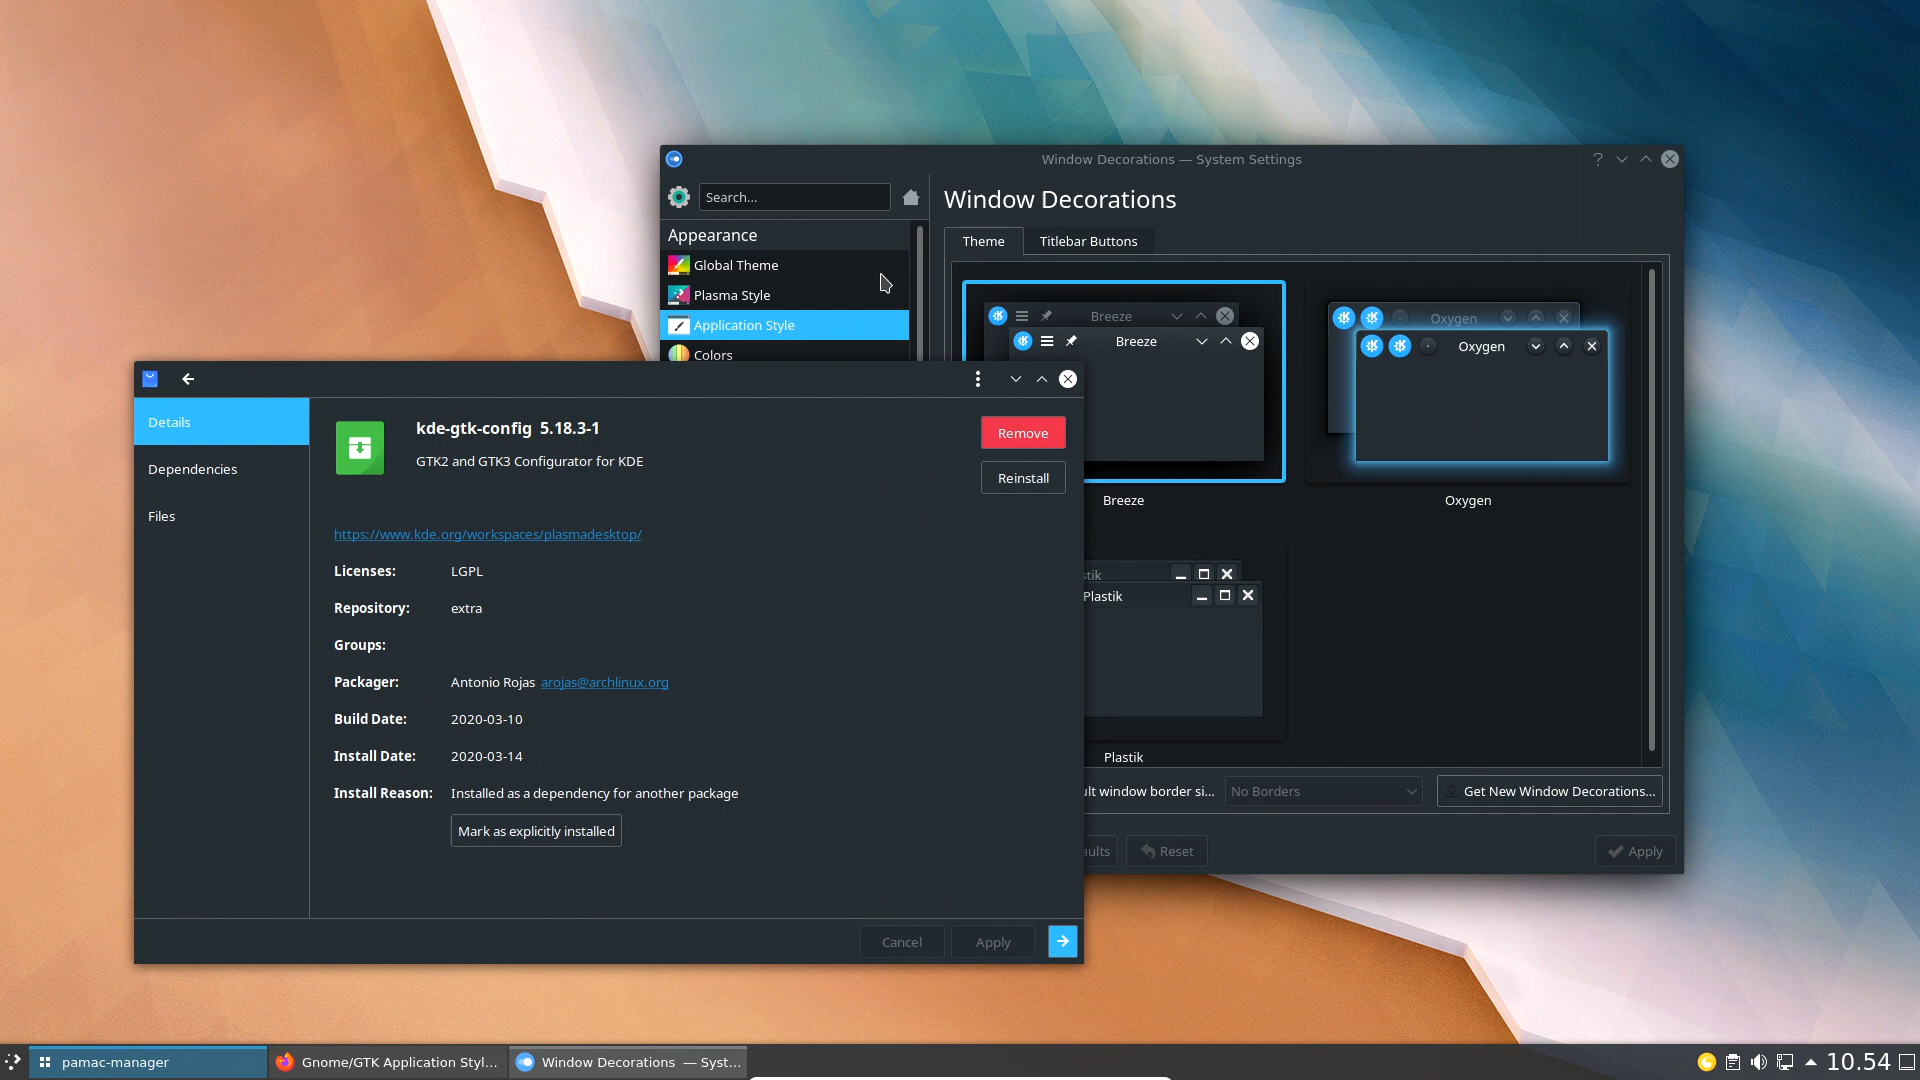 Window Decorations — System Settings
Search...
Window Decorations
Appearance
Theme
Titlebar Buttons
Global Theme
Plasma Style
Application Style
Colors
Breeze
Breeze
Oxygen
Oxygen
Breeze
Oxygen
stik
Plastik
Plastik
ult window border si...
No Borders
Get New Window Decorations...
aults
Reset
Apply
Details
Dependencies
Files
kde-gtk-config 5.18.3-1
GTK2 and GTK3 Configurator for KDE
Remove
Reinstall
https://www.kde.org/workspaces/plasmadesktop/
Licenses: LGPL
Repository: extra
Groups:
Packager: Antonio Rojas arojas@archlinux.org
Build Date: 2020-03-10
Install Date: 2020-03-14
Install Reason: Installed as a dependency for another package
Mark as explicitly installed
Cancel
Apply
pamac-manager
Gnome/GTK Application Styl...
Window Decorations — Syst...
10.54